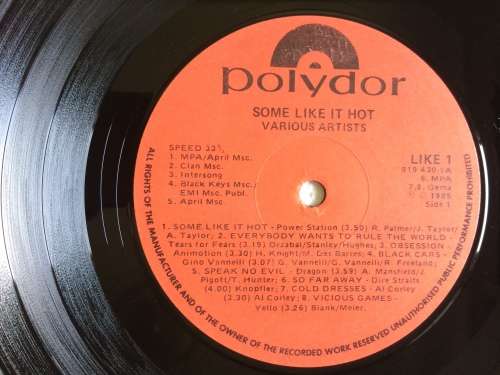 polydor
SOME LIKE IT HOT
VARIOUS ARTISTS
SPEED 33⅓
1. MPA/April Msc.
2. Clan Msc.
3. Intersong
4. Black Keys Msc./
EMI Msc. Publ.
5. April Msc
LIKE 1
819 430-1A
6. MPA
7,8. Gema
1985
Side 1
1. SOME LIKE IT HOT - Power Station (3.50) R. Palmer/J. Taylor/
A. Taylor; 2. EVERYBODY WANTS TO RULE THE WORLD -
Tears for Fears (3.19) Orzabal/Stanley/Hughes; 3. OBSESSION -
Animotion (3.30) H. Knight/M. Des Barres; 4. BLACK CARS -
Gino Vannelli (3.07) G. Vannelli/R. Freeland;
5. SPEAK NO EVIL - Dragon (3.59) A. Mansfield/
Pigott/T. Hunter; 6. SO FAR AWAY - Dire Straits
(4.00) Knopfler; 7. COLD DRESSES - Al Corley
(3.30) Al Corley; 8. VICIOUS GAMES -
Yello (3.26) Blank/Meier.
ALL RIGHTS OF THE MANUFACTURER AND OF THE OWNER OF THE RECORDED WORK RESERVED UNAUTHORISED PUBLIC PERFORMANCE PROHIBITED